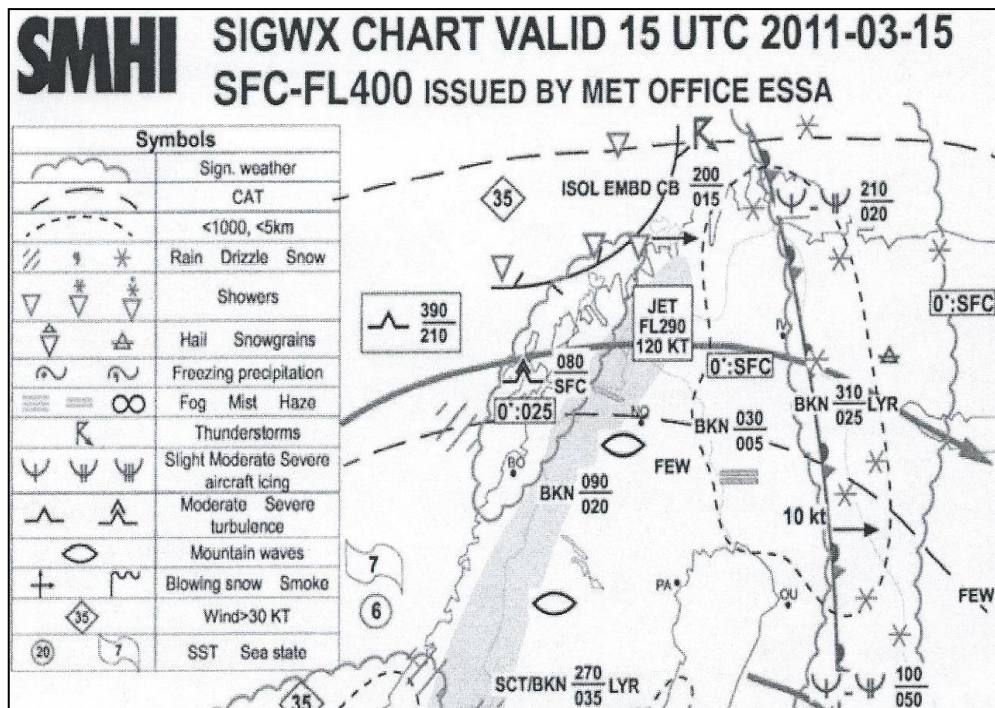 SMHI
SIGWX CHART VALID 15 UTC 2011-03-15
SFC-FL400 ISSUED BY MET OFFICE ESSA
Symbols
Sign. weather
CAT
<1000, <5km
Rain Drizzle Snow
Showers
Hail Snowgrains
Freezing precipitation
Fog Mist Haze
Thunderstorms
Slight Moderate Severe
aircraft icing
Moderate Severe
turbulence
Mountain waves
Blowing snow Smoke
35
Wind>30 KT
20
7
SST Sea state
35
ISOL EMBD CB
200
015
210
020
390
210
JET
FL290
120 KT
0°:SFC
0°:SFC
080
SFC
0°:025
BKN 310 LYR
025
NO
BKN 030
005
FEW
BO
BKN 090
020
10 kt
7
6
PA
OU
FEW
SCT/BKN 270 LYR
035
100
050
35